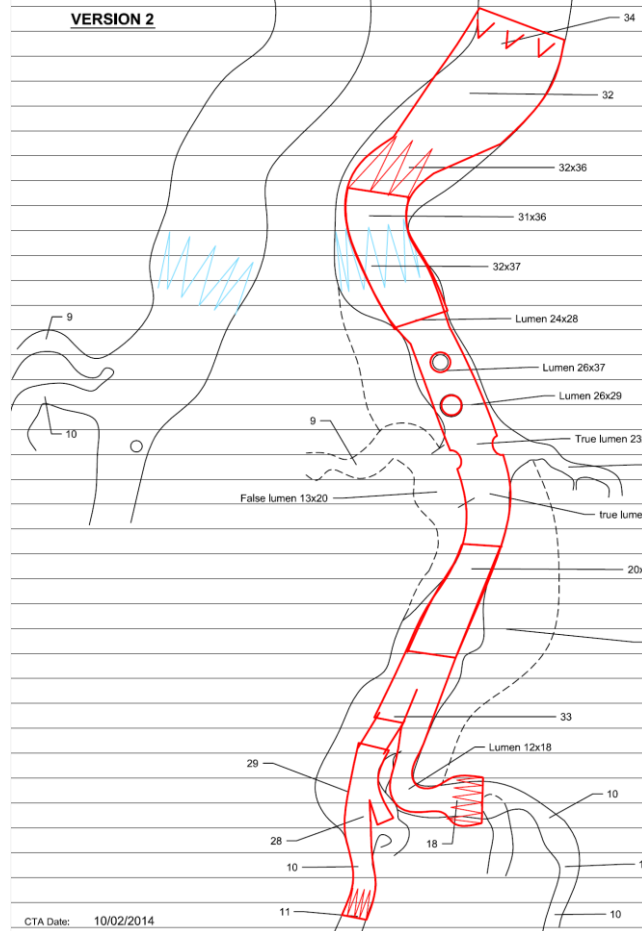 VERSION 2
34
32
32x36
31x36
32x37
Lumen 24x28
9
Lumen 26x37
Lumen 26x29
10
9
True lumen 23
False lumen 13x20
true lume
20x
33
Lumen 12x18
29
10
28
18
10
1
11
10
CTA Date: 10/02/2014